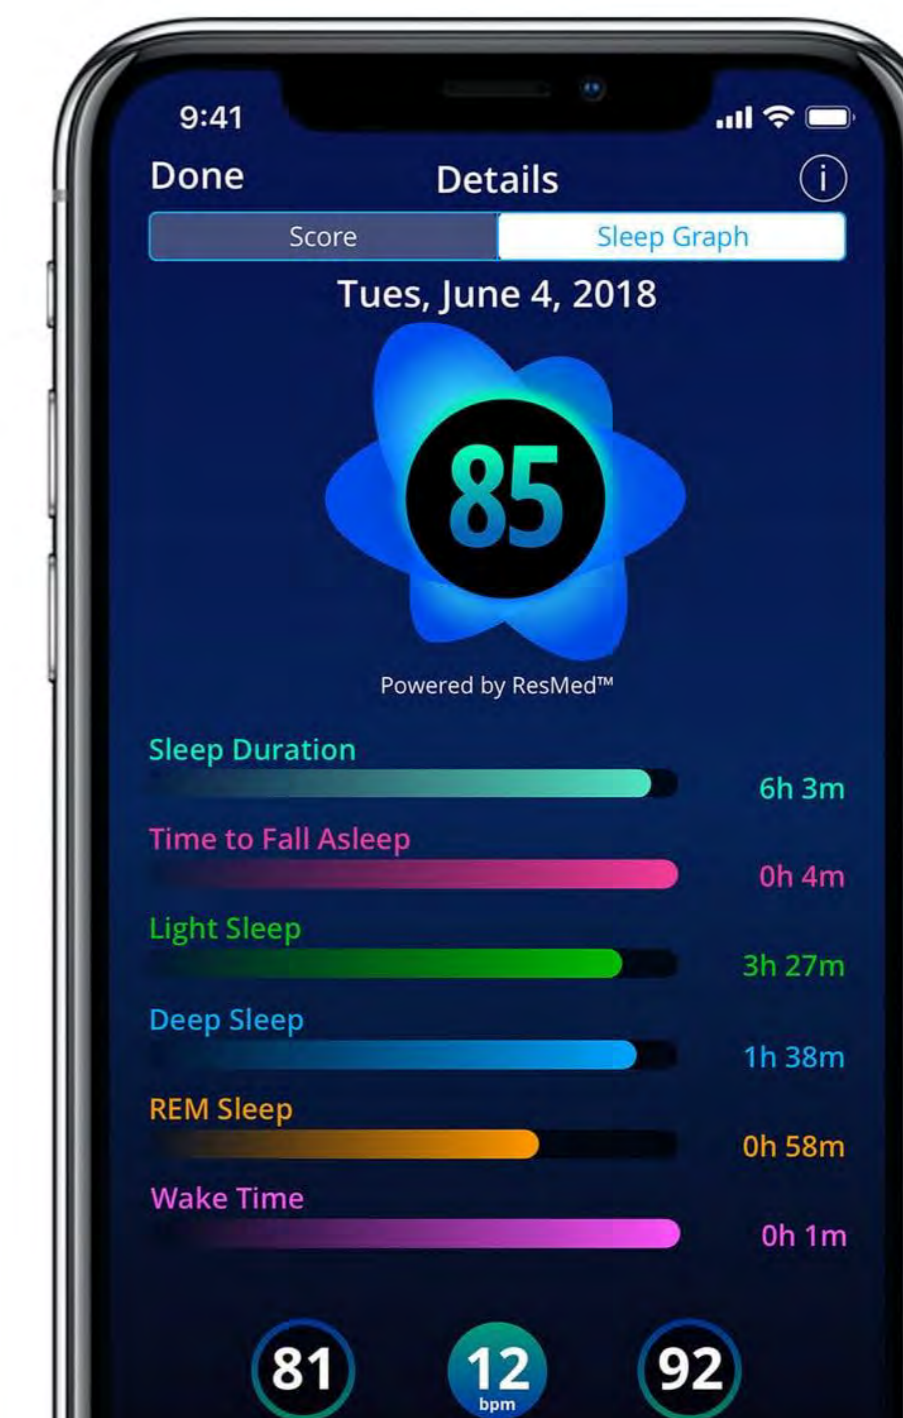 9:41
Done Details i
Score Sleep Graph
Tues, June 4, 2018
85
Powered by ResMed™
Sleep Duration
6h 3m
Time to Fall Asleep
0h 4m
Light Sleep
3h 27m
Deep Sleep
1h 38m
REM Sleep
0h 58m
Wake Time
0h 1m
81 12 92
bpm